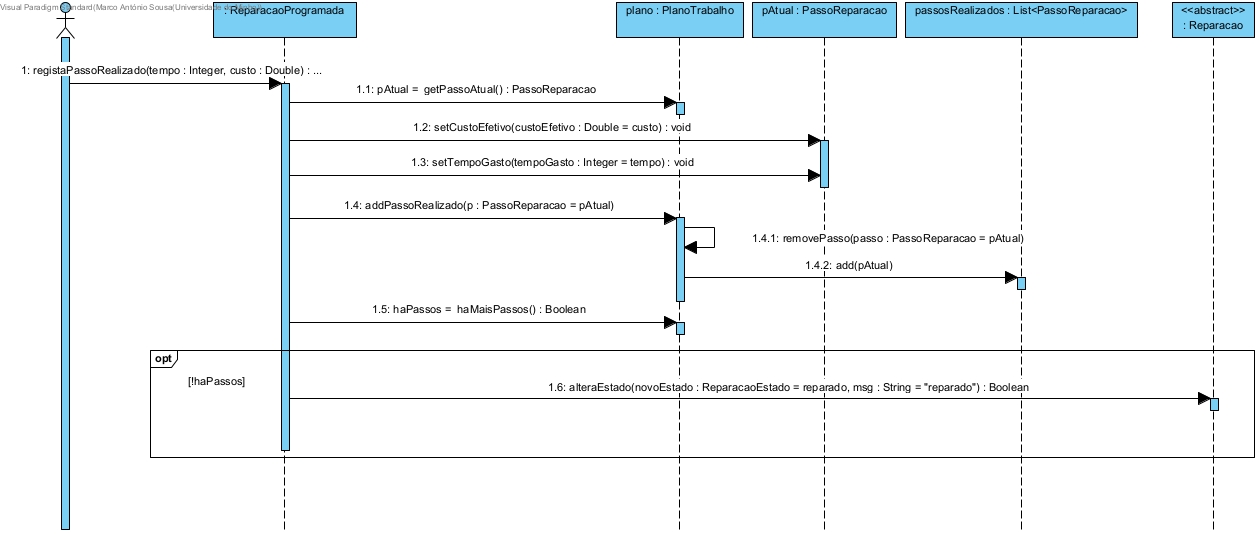 Visual Paradigm Standard(Marco António Sousa(Universidade do Minho))
: ReparacaoProgramada
plano : PlanoTrabalho
pAtual : PassoReparacao
passosRealizados : List<PassoReparacao>
<<abstract>>
: Reparacao
1: registaPassoRealizado(tempo : Integer, custo : Double) : ...
1.1: pAtual = getPassoAtual() : PassoReparacao
1.2: setCustoEfetivo(custoEfetivo : Double = custo) : void
1.3: setTempoGasto(tempoGasto : Integer = tempo) : void
1.4: addPassoRealizado(p : PassoReparacao = pAtual)
1.4.1: removePasso(passo : PassoReparacao = pAtual)
1.4.2: add(pAtual)
1.5: haPassos = haMaisPassos() : Boolean
opt
[!haPassos]
1.6: alteraEstado(novoEstado : ReparacaoEstado = reparado, msg : String = "reparado") : Boolean